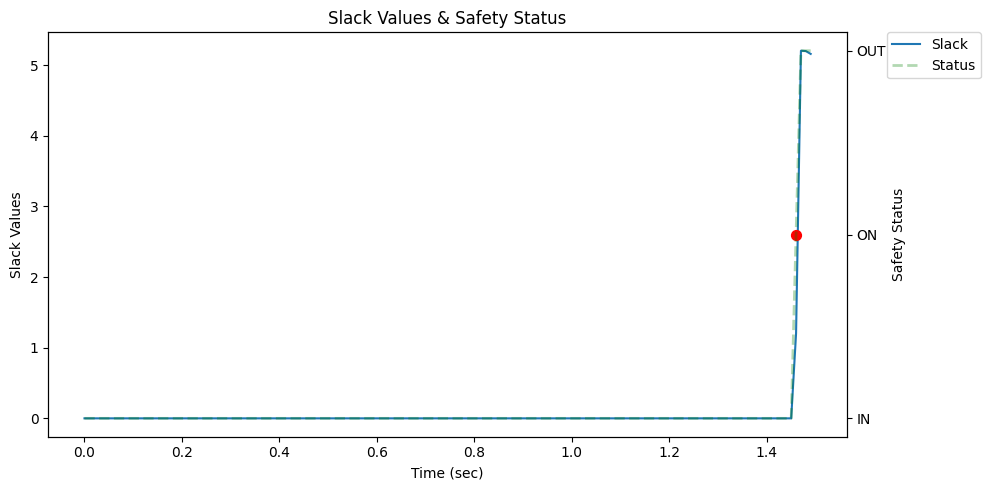 Slack Values & Safety Status
Slack
Status
Slack Values
5
4
3
2
1
0
OUT
ON
IN
Safety Status
0.0
0.2
0.4
0.6
0.8
1.0
1.2
1.4
Time (sec)